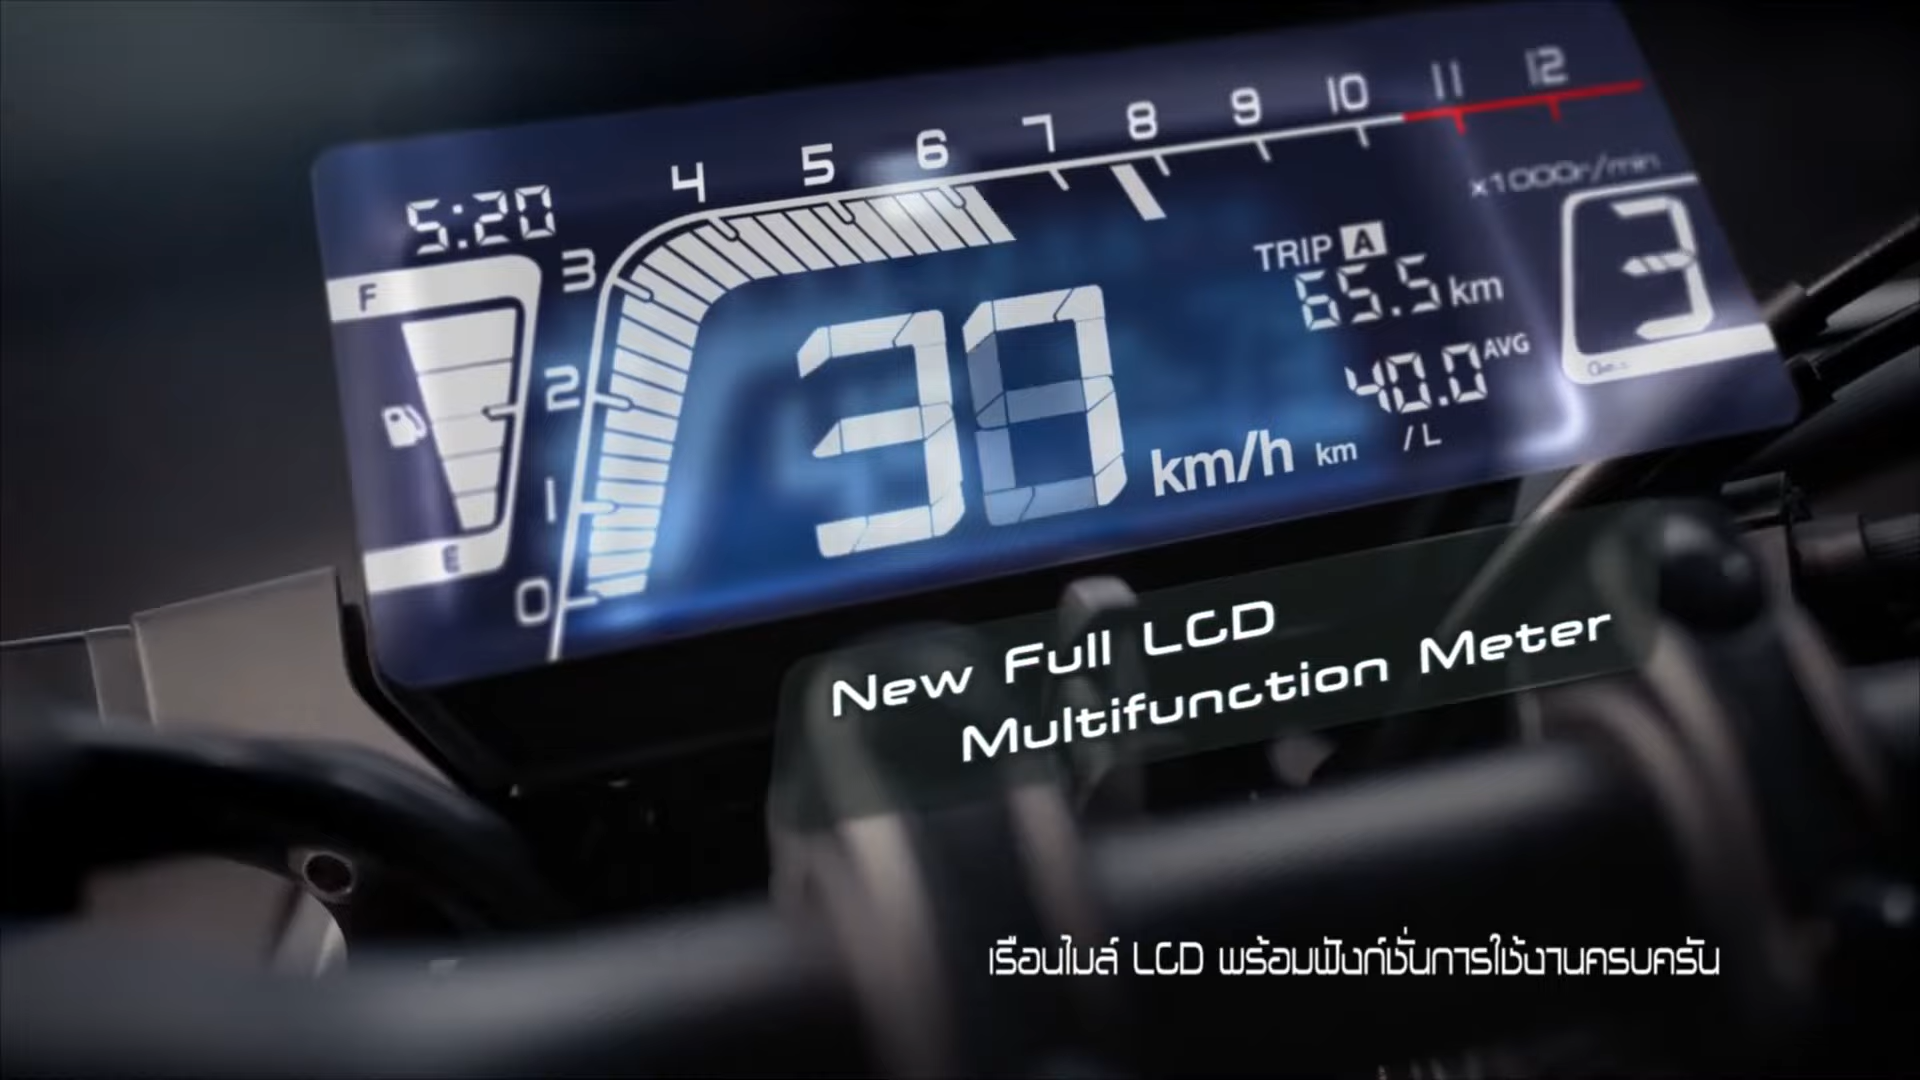 4 5 6 7 8 9 10 11 12
x1000r/min
5:20
F
3
TRIP A
65.5 km
3
2
40.0 AVG
/L
km/h km
1
E
0
New Full LCD
Multifunction Meter
เรือนไมล์ LCD พร้อมฟังก์ชั่นการใช้งานครบครัน